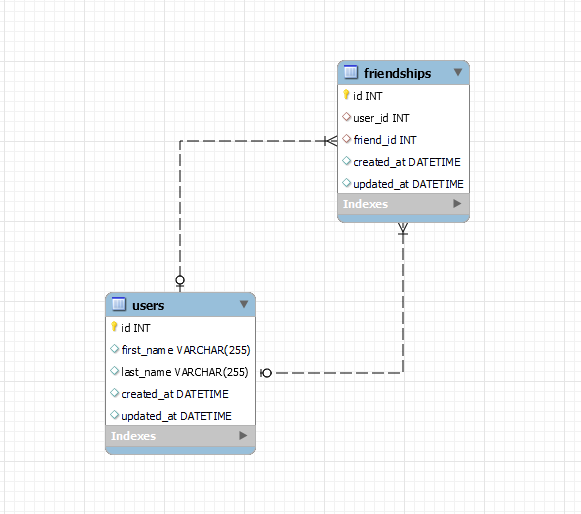 friendships
id INT
user_id INT
friend_id INT
created_at DATETIME
updated_at DATETIME
Indexes
users
id INT
first_name VARCHAR(255)
last_name VARCHAR(255)
created_at DATETIME
updated_at DATETIME
Indexes